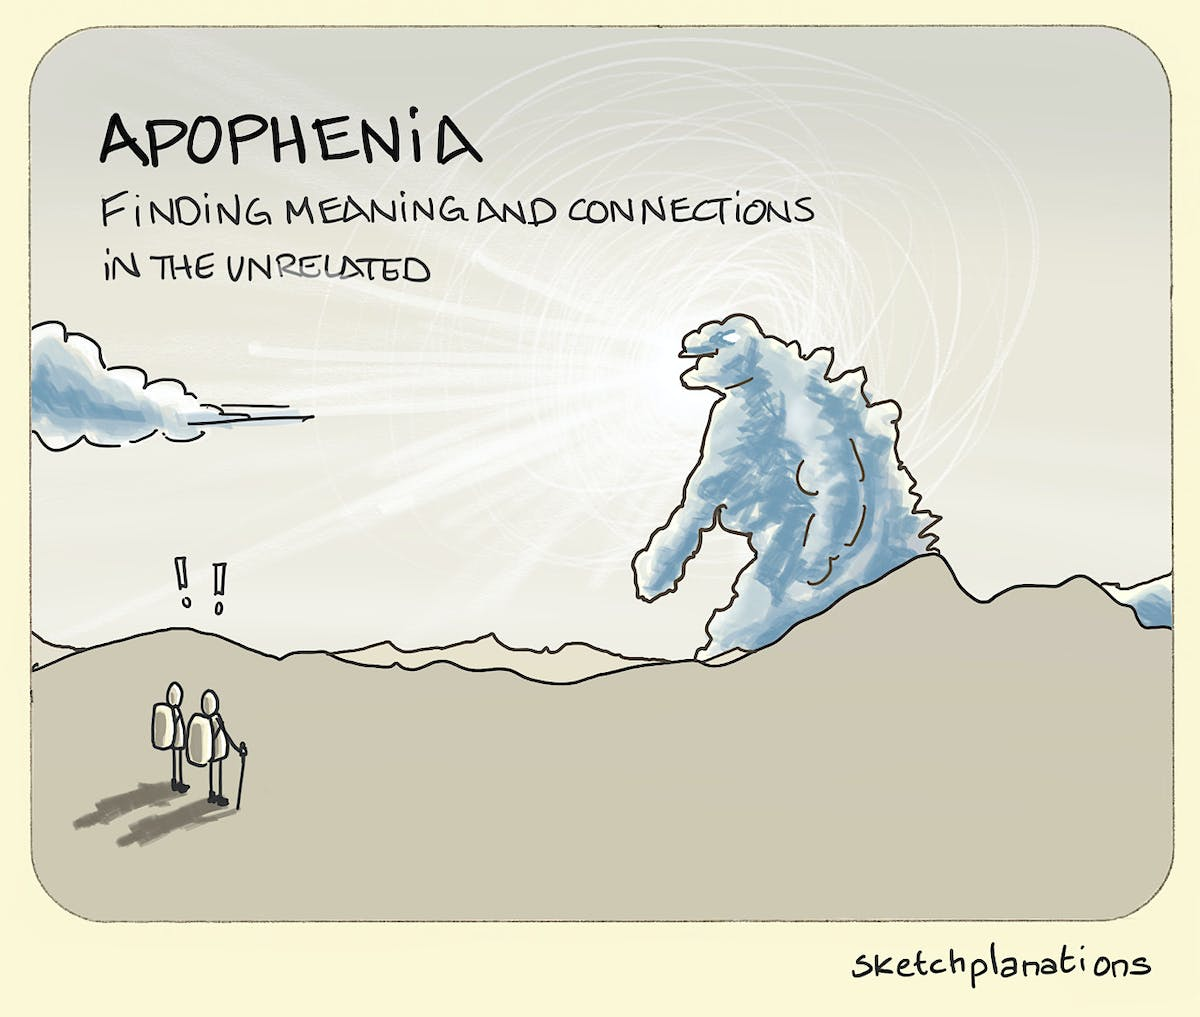 APOPHENiA
FiNDiNG MEANiNG AND CONNECTiONS
iN THE UNRELATED
! !
sketchplanations